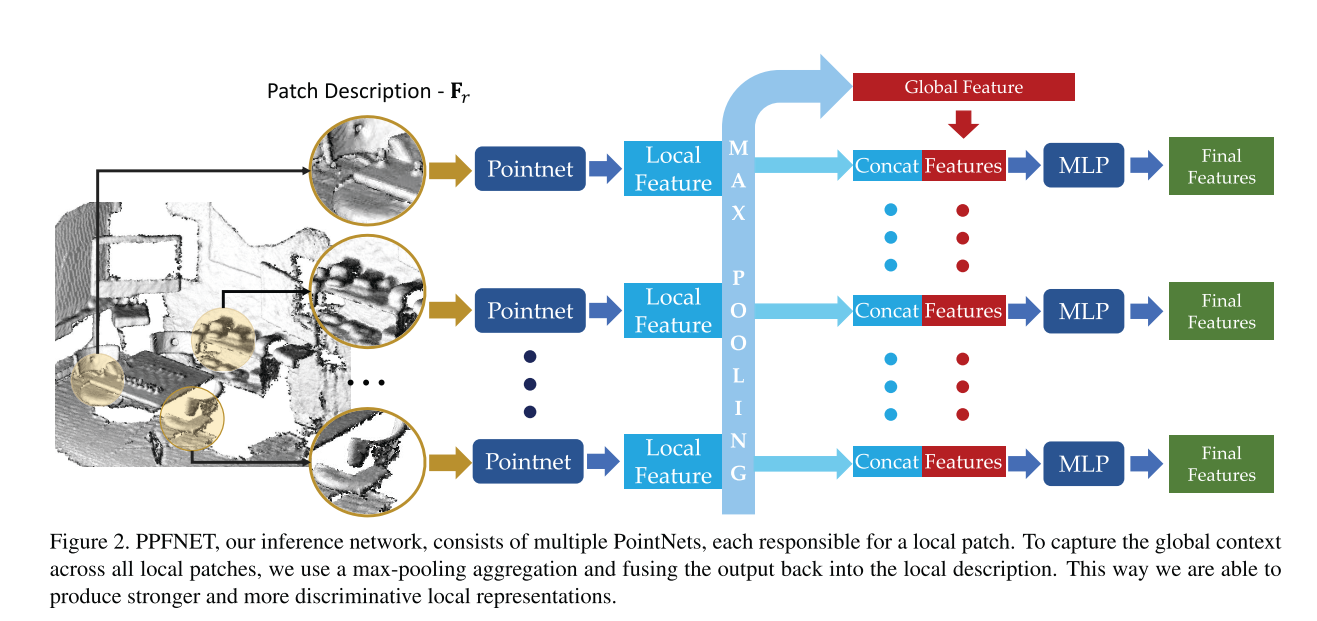 Patch Description - F_r
Global Feature
Pointnet
Local
Feature
MAX POOLING
Concat Features
MLP
Final
Features
Pointnet
Local
Feature
Concat Features
MLP
Final
Features
Pointnet
Local
Feature
Concat Features
MLP
Final
Features
Figure 2. PPFNET, our inference network, consists of multiple PointNets, each responsible for a local patch. To capture the global context
across all local patches, we use a max-pooling aggregation and fusing the output back into the local description. This way we are able to
produce stronger and more discriminative local representations.